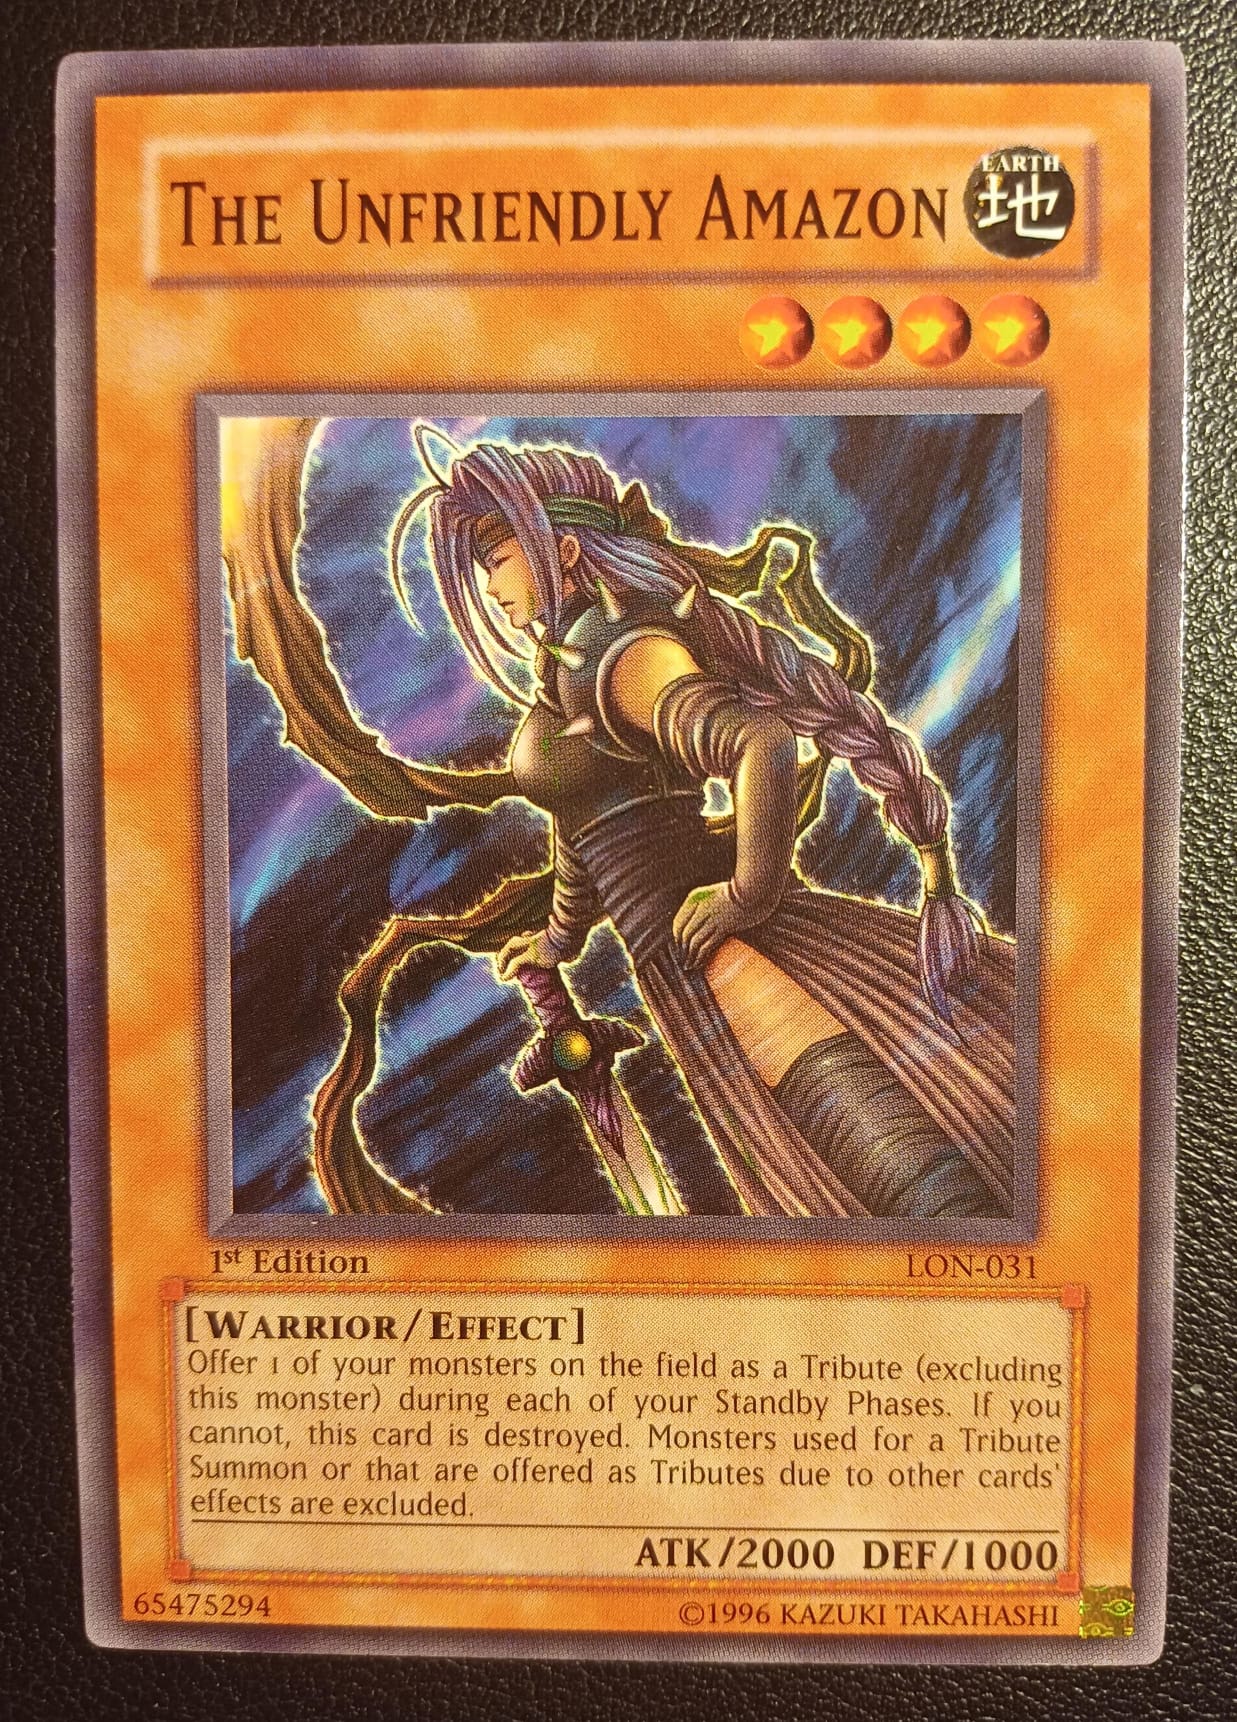 THE UNFRIENDLY AMAZON
EARTH
地
1st Edition
LON-031
[WARRIOR/EFFECT]
Offer 1 of your monsters on the field as a Tribute (excluding
this monster) during each of your Standby Phases. If you
cannot, this card is destroyed. Monsters used for a Tribute
Summon or that are offered as Tributes due to other cards'
effects are excluded.
ATK/2000 DEF/1000
65475294
©1996 KAZUKI TAKAHASHI